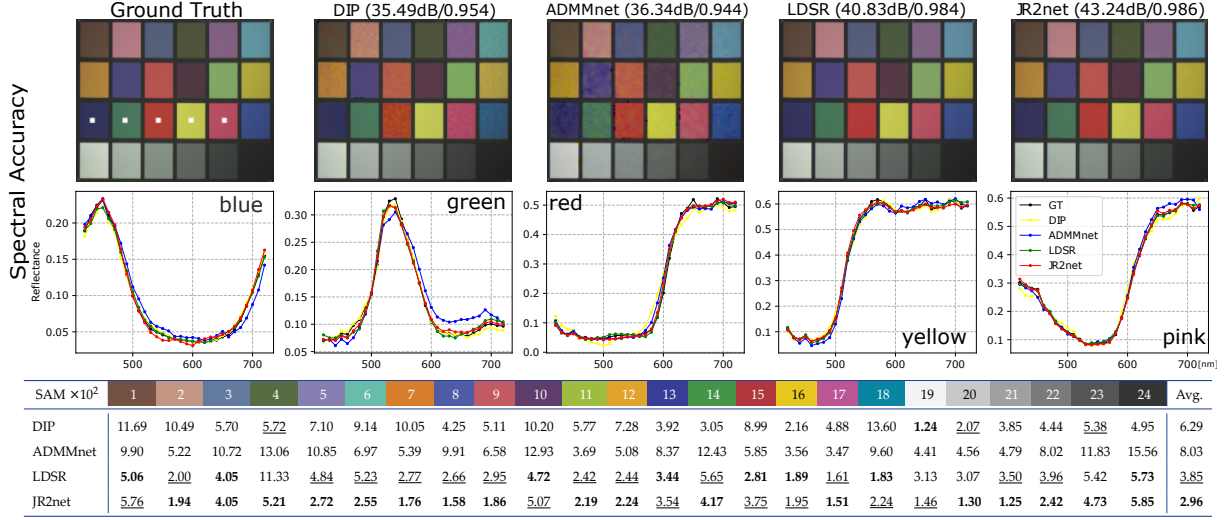 Ground Truth DIP (35.49dB/0.954) ADMMnet (36.34dB/0.944) LDSR (40.83dB/0.984) JR2net (43.24dB/0.986)
Spectral Accuracy
Reflectance
blue
0.20
0.15
0.10
0.05
500 600 700
green
0.30
0.25
0.20
0.15
0.10
0.05
500 600 700
red
0.5
0.4
0.3
0.2
0.1
0.0
500 600 700
yellow
0.6
0.5
0.4
0.3
0.2
0.1
500 600 700
0.6
0.5
0.4
0.3
0.2
0.1
GT
DIP
ADMMnet
LDSR
JR2net
pink
500 600 700[nm]
SAM ×10² 1 2 3 4 5 6 7 8 9 10 11 12 13 14 15 16 17 18 19 20 21 22 23 24 Avg.
DIP 11.69 10.49 5.70 5.72 7.10 9.14 10.05 4.25 5.11 10.20 5.77 7.28 3.92 3.05 8.99 2.16 4.88 13.60 1.24 2.07 3.85 4.44 5.38 4.95 6.29
ADMMnet 9.90 5.22 10.72 13.06 10.85 6.97 5.39 9.91 6.58 12.93 3.69 5.08 8.37 12.43 5.85 3.56 3.47 9.60 4.41 4.56 4.79 8.02 11.83 15.56 8.03
LDSR 5.06 2.00 4.05 11.33 4.84 5.23 2.77 2.66 2.95 4.72 2.42 2.44 3.44 5.65 2.81 1.89 1.61 1.83 3.13 3.07 3.50 3.96 5.42 5.73 3.85
JR2net 5.76 1.94 4.05 5.21 2.72 2.55 1.76 1.58 1.86 5.07 2.19 2.24 3.54 4.17 3.75 1.95 1.51 2.24 1.46 1.30 1.25 2.42 4.73 5.85 2.96